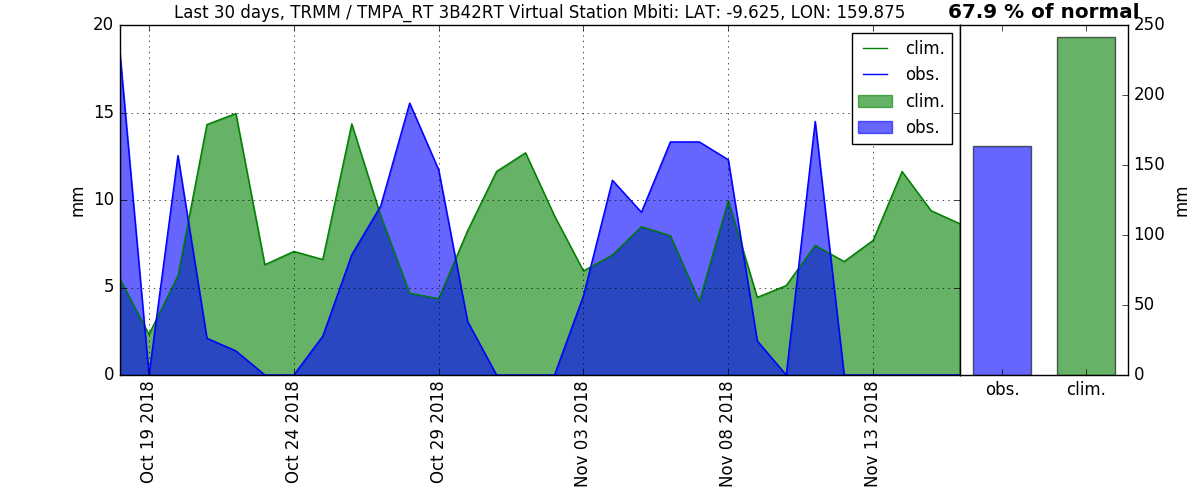 Last 30 days, TRMM / TMPA_RT 3B42RT Virtual Station Mbiti: LAT: -9.625, LON: 159.875
67.9 % of normal
20
15
10
5
0
mm
clim.
obs.
clim.
obs.
Oct 19 2018
Oct 24 2018
Oct 29 2018
Nov 03 2018
Nov 08 2018
Nov 13 2018
250
200
150
100
50
0
mm
obs.
clim.